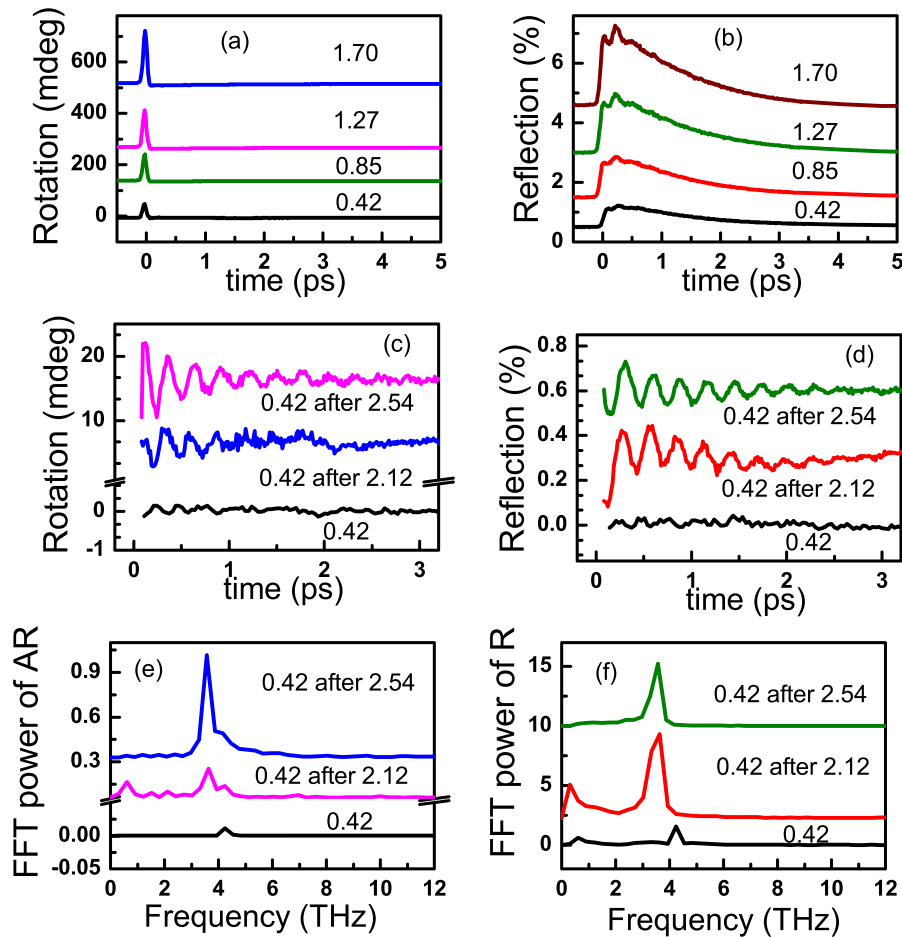 (a)
Rotation (mdeg)
600
400
200
0
1.70
1.27
0.85
0.42
0 1 2 3 4 5
time (ps)
(b)
Reflection (%)
6
4
2
0
1.70
1.27
0.85
0.42
0 1 2 3 4 5
time (ps)
(c)
Rotation (mdeg)
20
10
0
-1
0.42 after 2.54
0.42 after 2.12
0.42
0 1 2 3
time (ps)
(d)
Reflection (%)
0.8
0.6
0.4
0.2
0.0
0.42 after 2.54
0.42 after 2.12
0.42
0 1 2 3
time (ps)
(e)
FFT power of AR
0.9
0.6
0.3
0.00
-0.05
0.42 after 2.54
0.42 after 2.12
0.42
0 2 4 6 8 10 12
Frequency (THz)
(f)
FFT power of R
15
10
5
0
0.42 after 2.54
0.42 after 2.12
0.42
0 2 4 6 8 10 12
Frequency (THz)